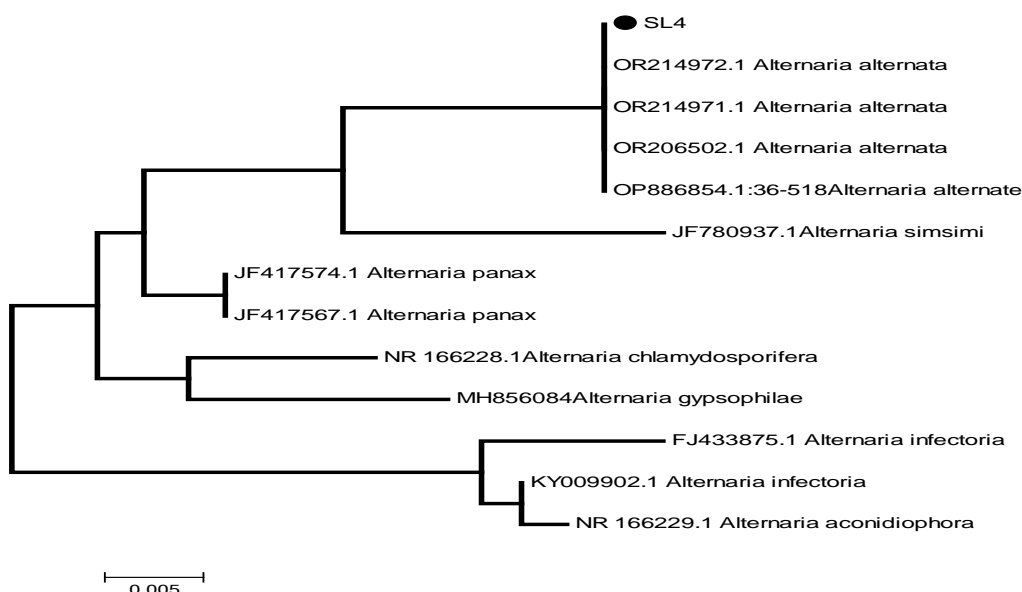 SL4
OR214972.1 Alternaria alternata
OR214971.1 Alternaria alternata
OR206502.1 Alternaria alternata
OP886854.1:36-518Alternaria alternate
JF780937.1Alternaria simsimi
JF417574.1 Alternaria panax
JF417567.1 Alternaria panax
NR 166228.1Alternaria chlamydosporifera
MH856084Alternaria gypsophilae
FJ433875.1 Alternaria infectoria
KY009902.1 Alternaria infectoria
NR 166229.1 Alternaria aconidiophora
0.005